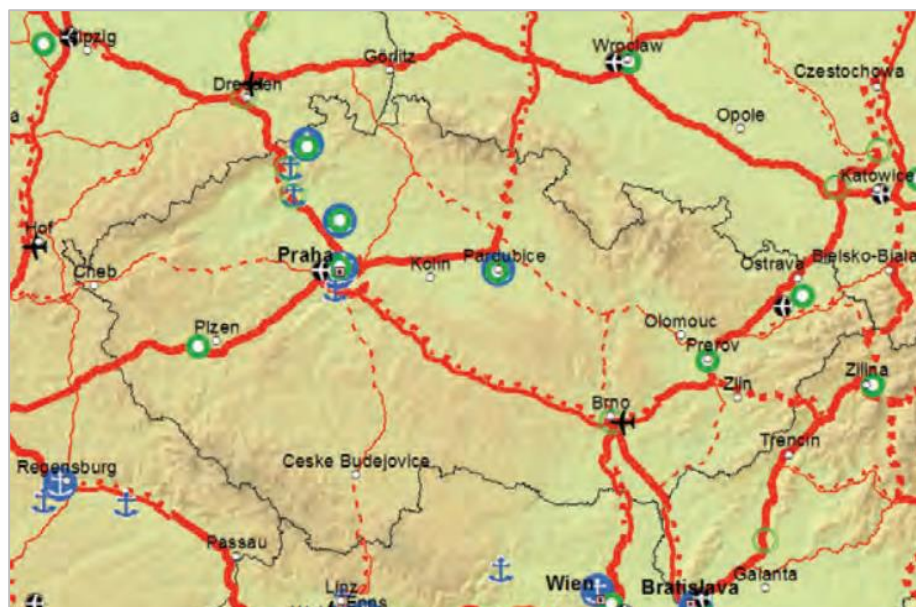 Leipzig
Görlitz
Wroclaw
Dresden
Czestochowa
Opole
Katowice
Hof
Praha
Kolin
Pardubice
Ostrava
Bielsko-Biala
Cheb
Plzen
Olomouc
Prerov
Zilina
Zlin
Brno
Trencin
Regensburg
Ceske Budejovice
Passau
Linz
Enns
Wien
Bratislava
Galanta